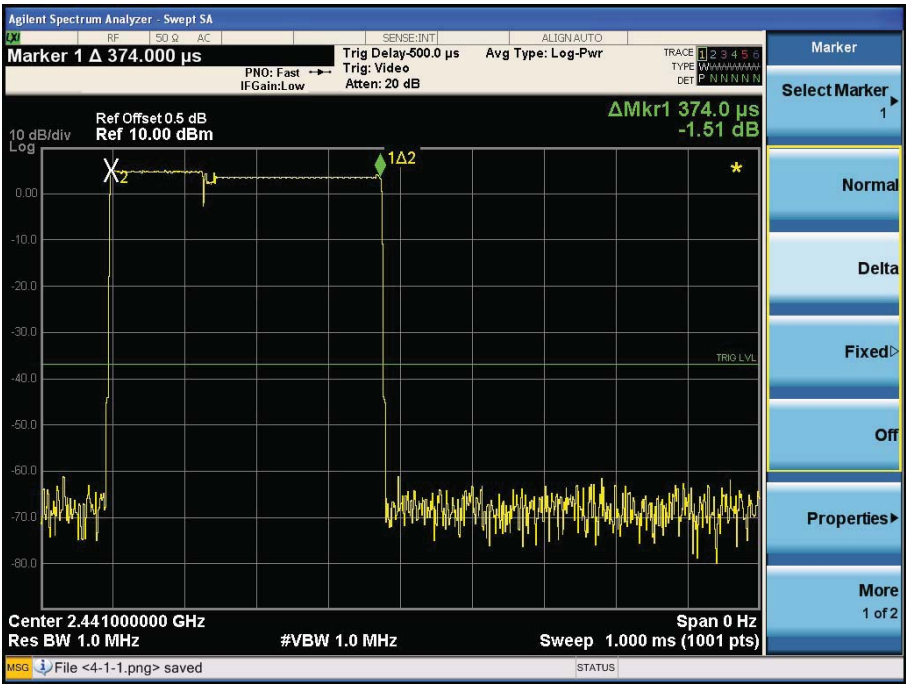 Agilent Spectrum Analyzer - Swept SA
LXI RF 50 Ω AC SENSE:INT ALIGN AUTO
Marker 1 Δ 374.000 µs
PNO: Fast
IFGain:Low
Trig Delay-500.0 µs
Trig: Video
Atten: 20 dB
Avg Type: Log-Pwr
TRACE 1 2 3 4 5 6
TYPE W
DET P N N N N N
ΔMkr1 374.0 µs
-1.51 dB
Ref Offset 0.5 dB
10 dB/div Ref 10.00 dBm
Log
X2
1Δ2
*
0.00
-10.0
-20.0
-30.0
TRIG LVL
-40.0
-50.0
-60.0
-70.0
-80.0
Center 2.441000000 GHz
Span 0 Hz
Res BW 1.0 MHz
#VBW 1.0 MHz
Sweep 1.000 ms (1001 pts)
MSG File <4-1-1.png> saved
STATUS
Marker
Select Marker
1
Normal
Delta
Fixed
Off
Properties
More
1 of 2